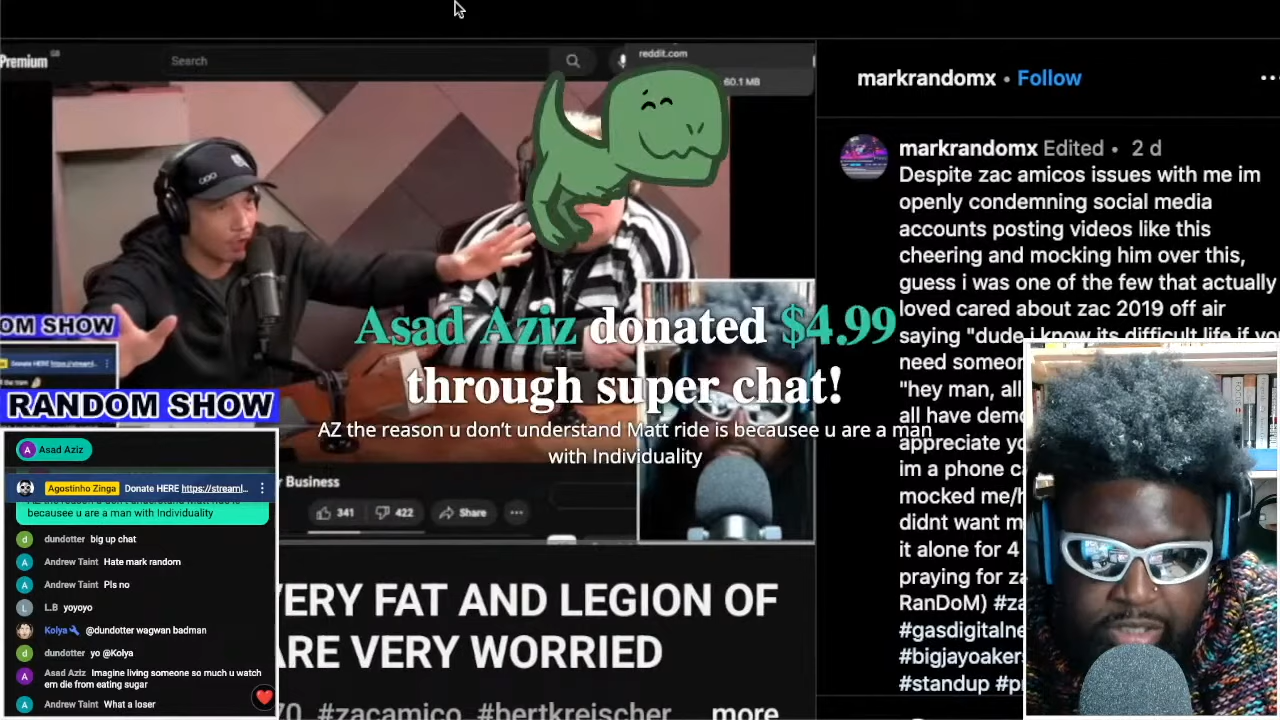 Premium GB
Search
reddit.com
60.1 MB
markrandomx • Follow
markrandomx Edited • 2 d
Despite zac amicos issues with me im
openly condemning social media
accounts posting videos like this
cheering and mocking him over this,
guess i was one of the few that actually
loved cared about zac 2019 off air
saying "dude i know its difficult life if yo
need someon
"hey man, all
all have demo
appreciate yo
im a phone c
mocked me/h
didnt want m
it alone for 4
praying for za
RanDoM) #za
#gasdigitalne
#bigjayoaker
#standup #p
OM SHOW
Donate HERE https://streaml...
Asad Aziz donated $4.99
through super chat!
AZ the reason u don't understand Matt ride is becausee u are a man
with Individuality
r Business
341
422
Share
VERY FAT AND LEGION OF
ARE VERY WORRIED
70 #zacamico #bertkreischer more
RANDOM SHOW
A Asad Aziz
Agostinho Zinga Donate HERE https://streaml...
becausee u are a man with Individuality
d dundotter big up chat
A Andrew Taint Hate mark random
A Andrew Taint Pls no
L L.B yoyoyo
Kolya @dundotter wagwan badman
d dundotter yo @Kolya
A Asad Aziz Imagine living someone so much u watch
em die from eating sugar
A Andrew Taint What a loser